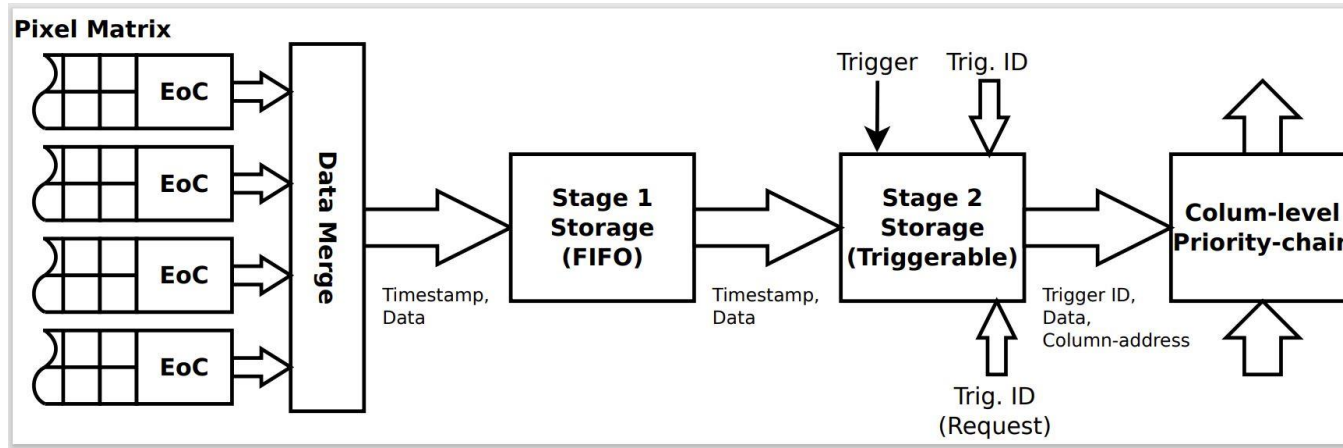 Pixel Matrix
EoC
EoC
EoC
EoC
Data Merge
Timestamp,
Data
Stage 1
Storage
(FIFO)
Timestamp,
Data
Trigger
Trig. ID
Stage 2
Storage
(Triggerable)
Trig. ID
(Request)
Trigger ID,
Data,
Column-address
Colum-level
Priority-chain